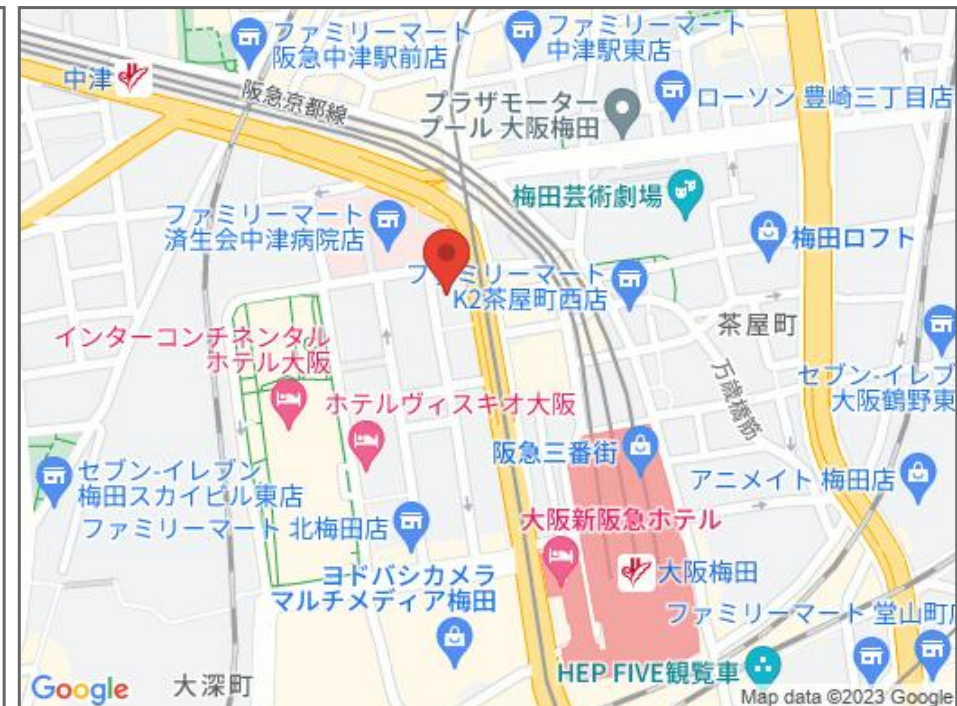 ファミリーマート
阪急中津駅前店
ファミリーマート
中津駅東店
中津
阪急京都線
プラザモーター
プール 大阪梅田
ローソン 豊崎三丁目店
梅田芸術劇場
ファミリーマート
済生会中津病院店
梅田ロフト
ファミリーマート
K2茶屋町西店
茶屋町
インターコンチネンタル
ホテル大阪
万歳橋筋
セブン-イレブ
大阪鶴野東
ホテルヴィスキオ大阪
阪急三番街
セブン-イレブン
梅田スカイビル東店
アニメイト 梅田店
ファミリーマート 北梅田店
大阪新阪急ホテル
ヨドバシカメラ
マルチメディア梅田
大阪梅田
ファミリーマート 堂山町
HEP FIVE観覧車
Google
大深町
Map data ©2023 Google